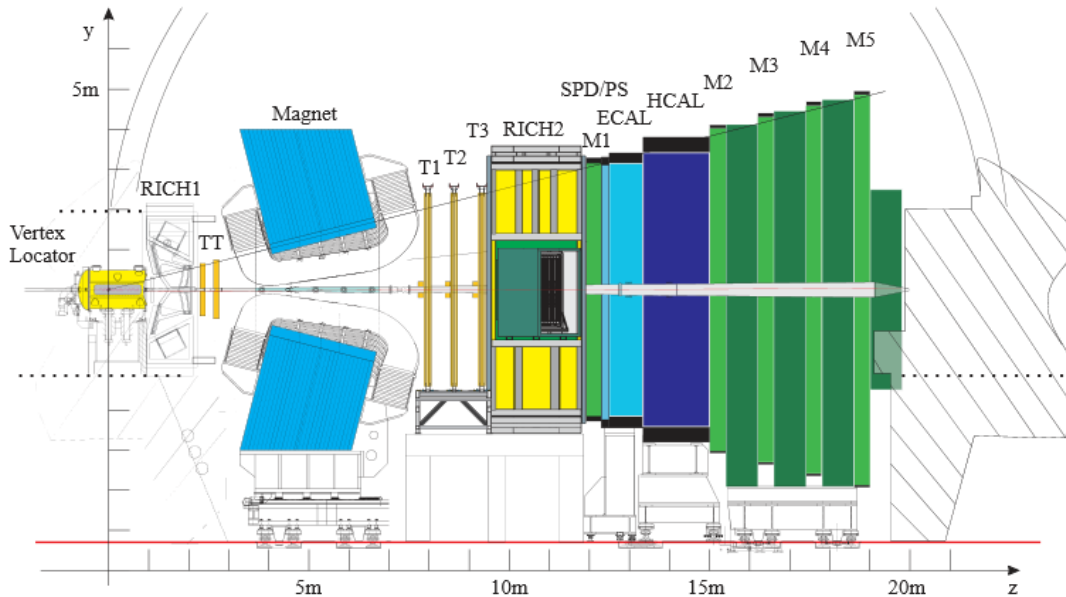 y
5m
M5
M4
M3
M2
SPD/PS
HCAL
ECAL
Magnet
T3
RICH2
M1
T2
T1
RICH1
Vertex
Locator
TT
5m
10m
15m
20m
z